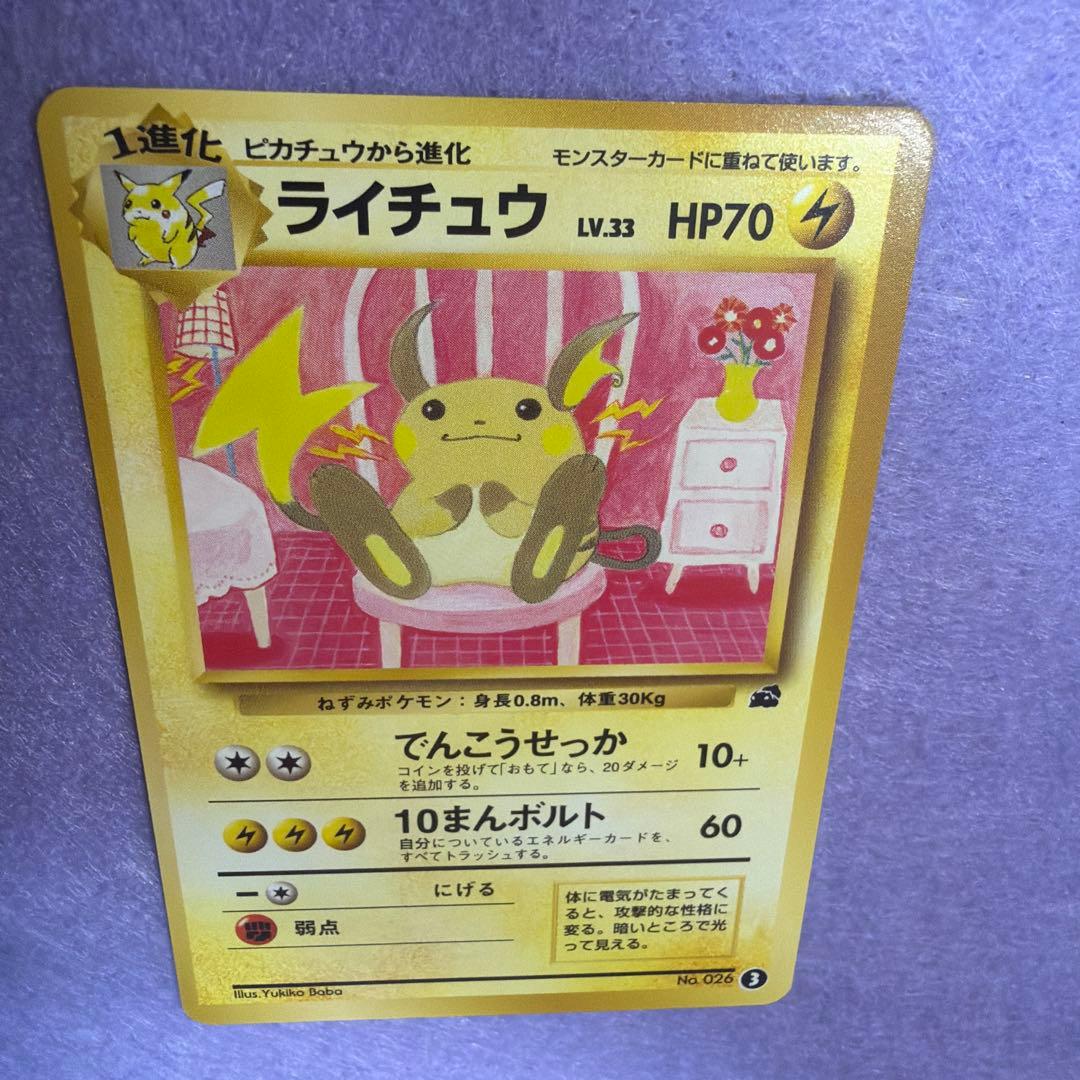 1進化
ピカチュウから進化
モンスターカードに重ねて使います。
ライチュウ LV.33 HP70
ねずみポケモン：身長0.8m、体重30Kg
でんこうせっか 10+
コインを投げて「おもて」なら、20ダメージ
を追加する。
10まんボルト 60
自分についているエネルギーカードを、
すべてトラッシュする。
にげる
弱点
体に電気がたまってく
ると、攻撃的な性格に
変る。暗いところで光
って見える。
Illus.Yukiko Baba
No. 026 3